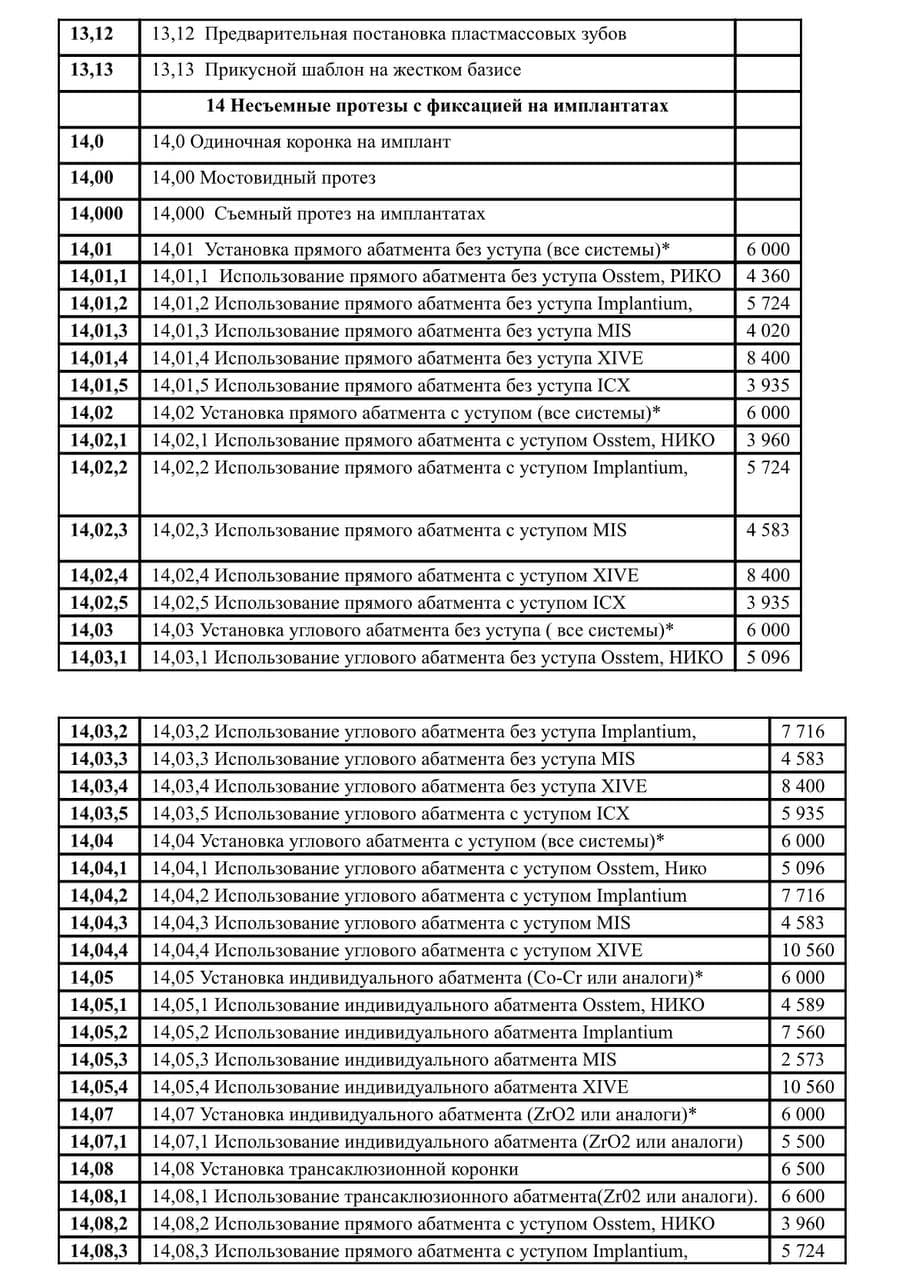 13,12 13,12 Предварительная постановка пластмассовых зубов
13,13 13,13 Прикусной шаблон на жестком базисе
14 Несъемные протезы с фиксацией на имплантатах
14,0 14,0 Одиночная коронка на имплант
14,00 14,00 Мостовидный протез
14,000 14,000 Съемный протез на имплантатах
14,01 14,01 Установка прямого абатмента без уступа (все системы)* 6 000
14,01,1 14,01,1 Использование прямого абатмента без уступа Osstem, РИКО 4 360
14,01,2 14,01,2 Использование прямого абатмента без уступа Implantium, 5 724
14,01,3 14,01,3 Использование прямого абатмента без уступа MIS 4 020
14,01,4 14,01,4 Использование прямого абатмента без уступа XIVE 8 400
14,01,5 14,01,5 Использование прямого абатмента без уступа ICX 3 935
14,02 14,02 Установка прямого абатмента с уступом (все системы)* 6 000
14,02,1 14,02,1 Использование прямого абатмента с уступом Osstem, НИКО 3 960
14,02,2 14,02,2 Использование прямого абатмента с уступом Implantium, 5 724
14,02,3 14,02,3 Использование прямого абатмента с уступом MIS 4 583
14,02,4 14,02,4 Использование прямого абатмента с уступом XIVE 8 400
14,02,5 14,02,5 Использование прямого абатмента с уступом ICX 3 935
14,03 14,03 Установка углового абатмента без уступа ( все системы)* 6 000
14,03,1 14,03,1 Использование углового абатмента без уступа Osstem, НИКО 5 096
14,03,2 14,03,2 Использование углового абатмента без уступа Implantium, 7 716
14,03,3 14,03,3 Использование углового абатмента без уступа MIS 4 583
14,03,4 14,03,4 Использование углового абатмента без уступа XIVE 8 400
14,03,5 14,03,5 Использование углового абатмента с уступом ICX 5 935
14,04 14,04 Установка углового абатмента с уступом (все системы)* 6 000
14,04,1 14,04,1 Использование углового абатмента с уступом Osstem, Нико 5 096
14,04,2 14,04,2 Использование углового абатмента с уступом Implantium 7 716
14,04,3 14,04,3 Использование углового абатмента с уступом MIS 4 583
14,04,4 14,04,4 Использование углового абатмента с уступом XIVE 10 560
14,05 14,05 Установка индивидуального абатмента (Co-Cr или аналоги)* 6 000
14,05,1 14,05,1 Использование индивидуального абатмента Osstem, НИКО 4 589
14,05,2 14,05,2 Использование индивидуального абатмента Implantium 7 560
14,05,3 14,05,3 Использование индивидуального абатмента MIS 2 573
14,05,4 14,05,4 Использование индивидуального абатмента XIVE 10 560
14,07 14,07 Установка индивидуального абатмента (ZrO2 или аналоги)* 6 000
14,07,1 14,07,1 Использование индивидуального абатмента (ZrO2 или аналоги) 5 500
14,08 14,08 Установка трансаклюзионной коронки 6 500
14,08,1 14,08,1 Использование трансаклюзионного абатмента(Zr02 или аналоги). 6 600
14,08,2 14,08,2 Использование прямого абатмента с уступом Osstem, НИКО 3 960
14,08,3 14,08,3 Использование прямого абатмента с уступом Implantium, 5 724